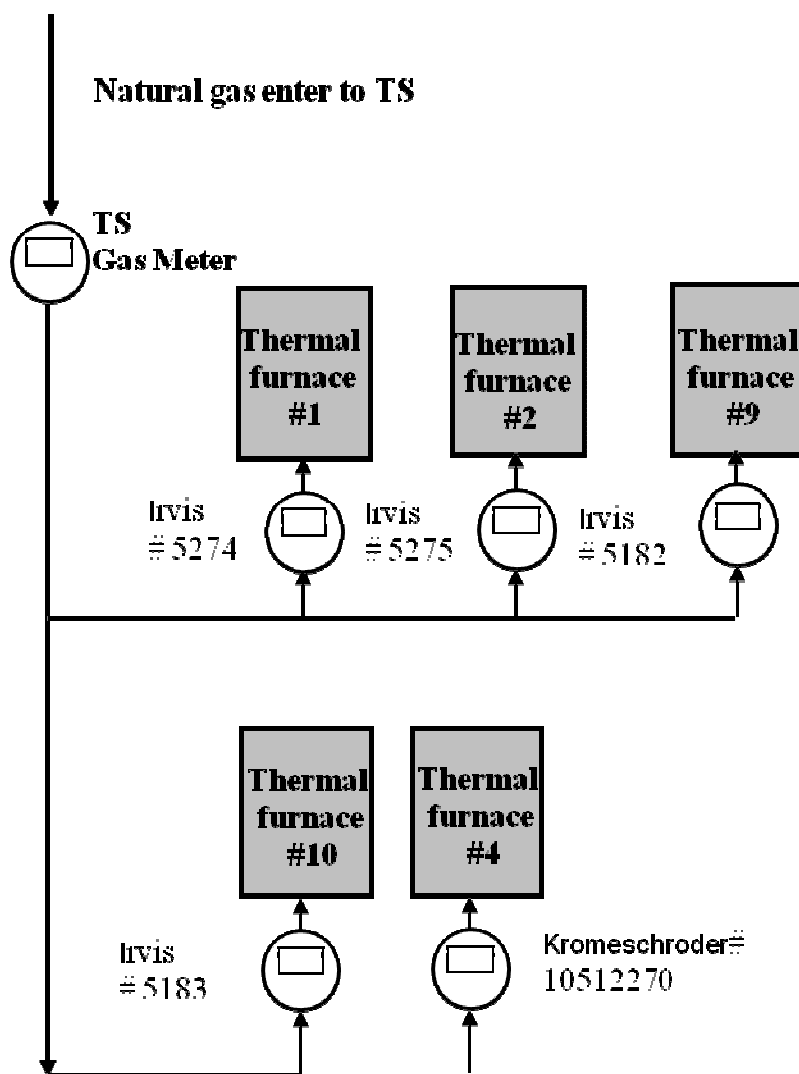 Natural gas enter to TS
TS
Gas Meter
Thermal
furnace
#1
Thermal
furnace
#2
Thermal
furnace
#9
Irvis
# 5274
Irvis
# 5275
Irvis
# 5182
Thermal
furnace
#10
Thermal
furnace
#4
Irvis
# 5183
Kromeschroder#
10512270